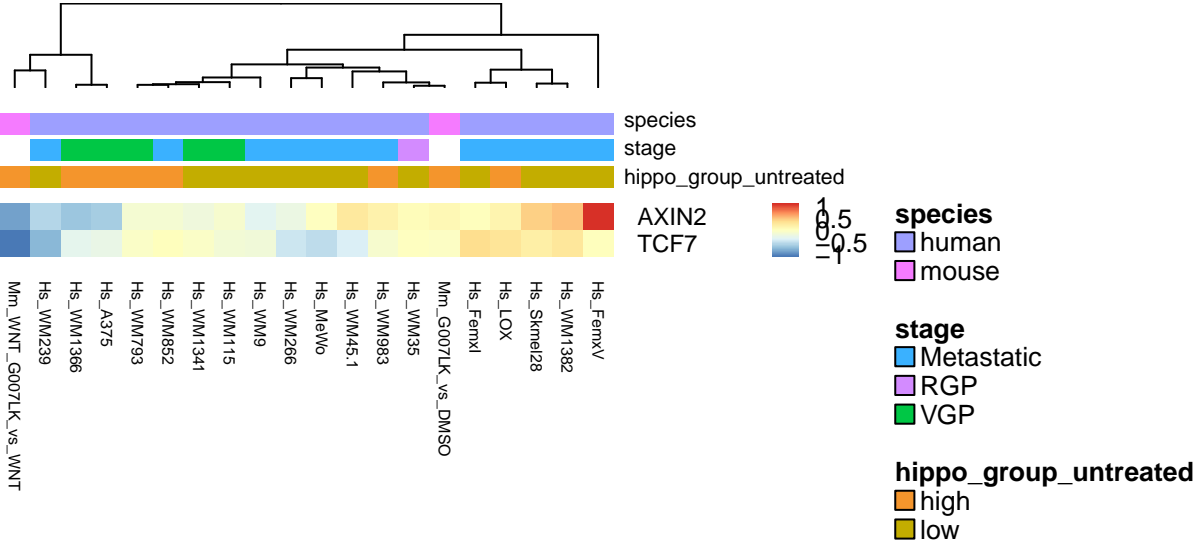 species
stage
hippo_group_untreated
AXIN2
TCF7
1
0.5
0
−0.5
−1
Mm_WNT_G007LK_vs_WNT
Hs_WM239
Hs_WM1366
Hs_A375
Hs_WM793
Hs_WM852
Hs_WM1341
Hs_WM115
Hs_WM9
Hs_WM266
Hs_MeWo
Hs_WM45.1
Hs_WM983
Hs_WM35
Mm_G007LK_vs_DMSO
Hs_FemxI
Hs_LOX
Hs_Skmel28
Hs_WM1382
Hs_FemxV
species
human
mouse
stage
Metastatic
RGP
VGP
hippo_group_untreated
high
low